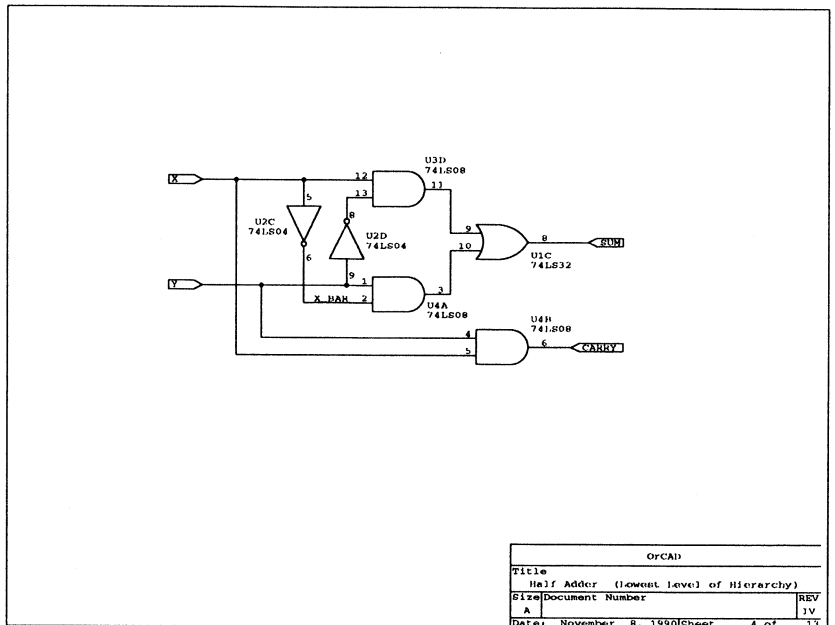 U3D
74LS08
X
12
11
13
5
8
U2C
74LS04
U2D
74LS04
9
8
SUM
10
U1C
74LS32
6
9
Y
1
3
X_BAR
2
U4A
74LS08
U4B
74LS08
4
6
CARRY
5
OrCAD
Title
Half Adder (Lowest Level of Hierarchy)
Size Document Number REV
A IV
Date: November 8, 1990 Sheet 4 of 13